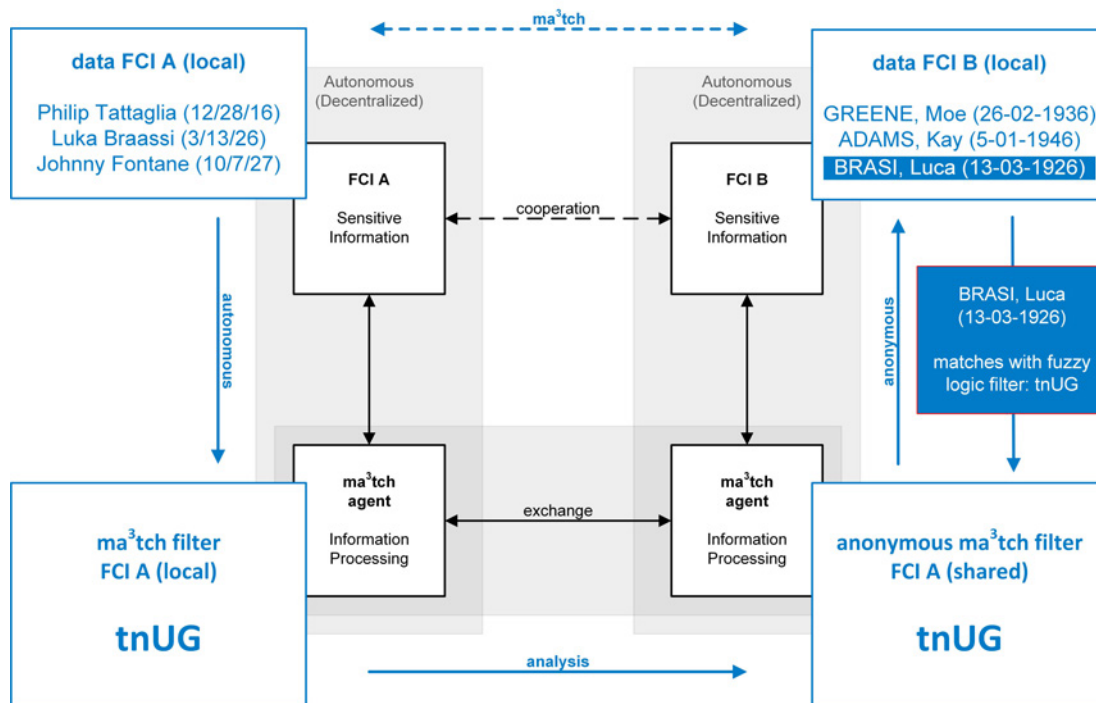 ma³tch
data FCI A (local)
Philip Tattaglia (12/28/16)
Luka Braassi (3/13/26)
Johnny Fontane (10/7/27)
Autonomous
(Decentralized)
Autonomous
(Decentralized)
data FCI B (local)
GREENE, Moe (26-02-1936)
ADAMS, Kay (5-01-1946)
BRASI, Luca (13-03-1926)
FCI A
Sensitive
Information
cooperation
FCI B
Sensitive
Information
autonomous
anonymous
BRASI, Luca
(13-03-1926)
matches with fuzzy
logic filter: tnUG
ma³tch filter
FCI A (local)
tnUG
ma³tch
agent
Information
Processing
exchange
ma³tch
agent
Information
Processing
anonymous ma³tch filter
FCI A (shared)
tnUG
analysis